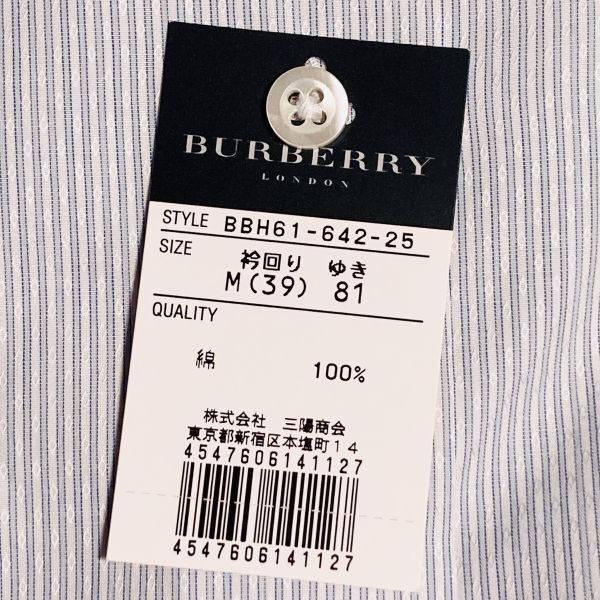 BURBERRY
LONDON
STYLE BBH61-642-25
SIZE 衿回り ゆき
M(39) 81
QUALITY
綿 100%
株式会社 三陽商会
東京都新宿区本塩町14
4547606141127
4547606141127